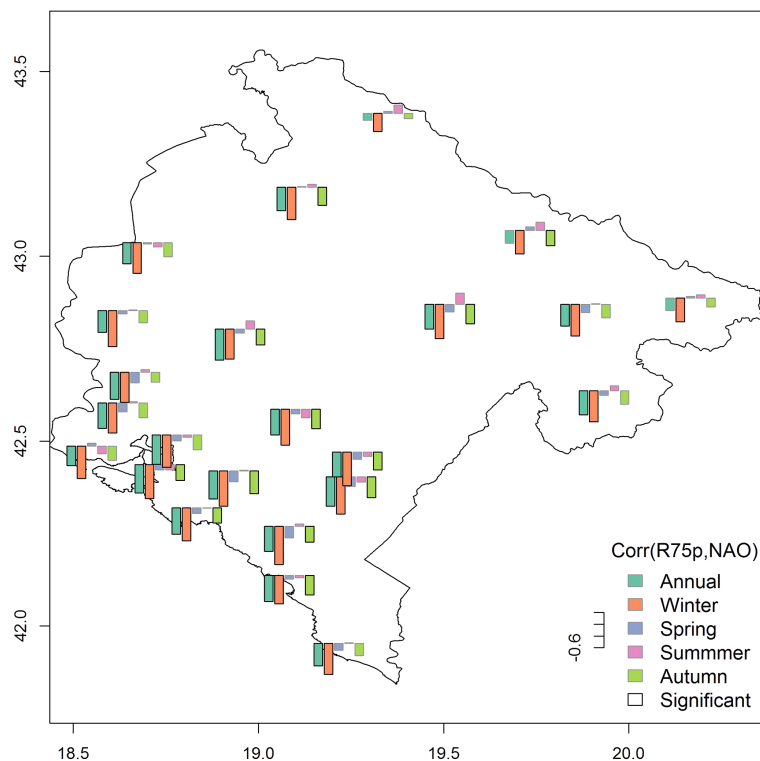 43.5
43.0
42.5
42.0
Corr(R75p,NAO)
Annual
Winter
Spring
Summmer
Autumn
Significant
-0.6
18.5 19.0 19.5 20.0